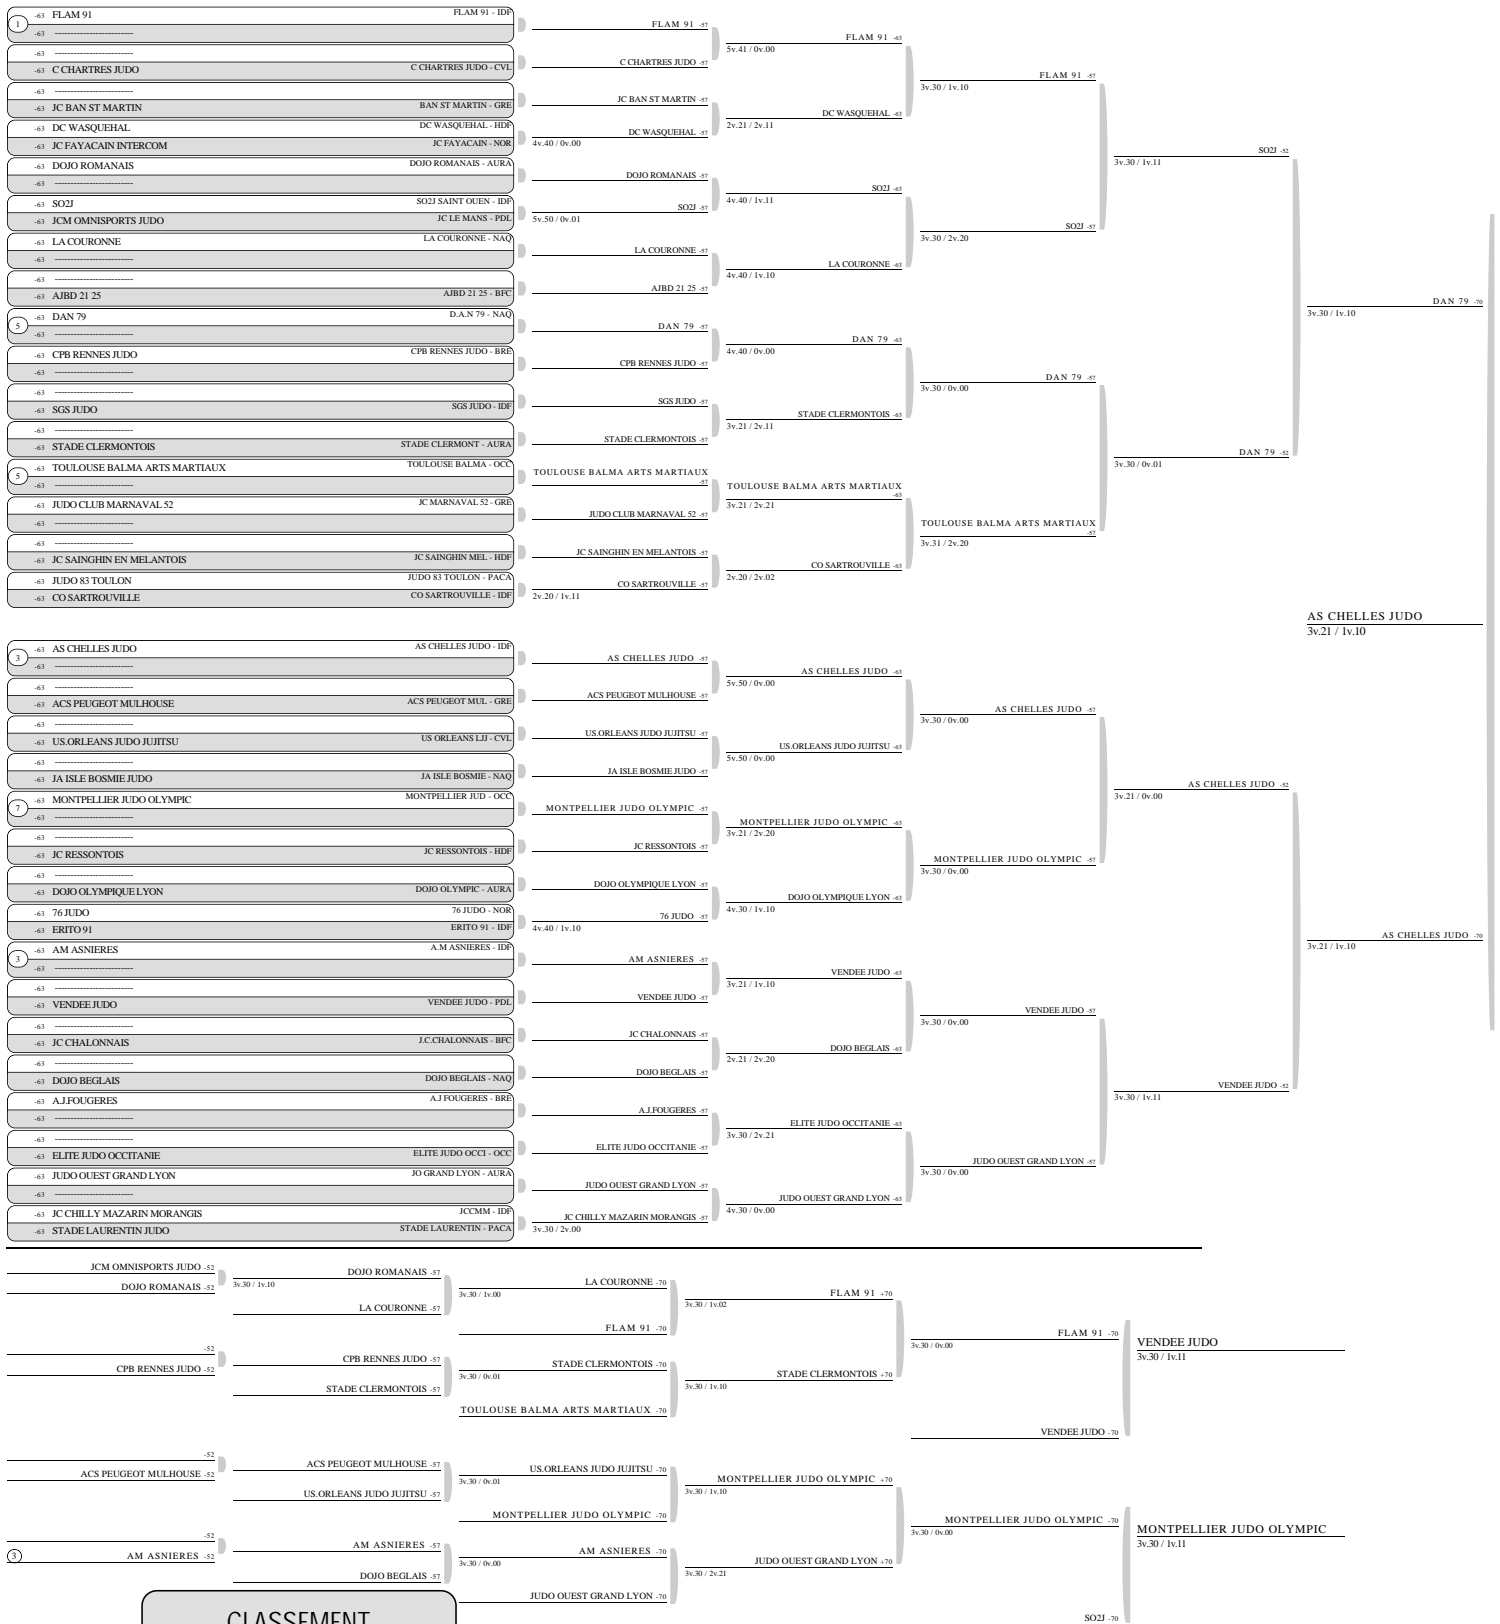 1 -63 FLAM 91 FLAM 91 - IDF
-63 --------------------------
-63 --------------------------
-63 C CHARTRES JUDO C CHARTRES JUDO - CVL
-63 --------------------------
-63 JC BAN ST MARTIN BAN ST MARTIN - GRE
-63 DC WASQUEHAL DC WASQUEHAL - HDF
-63 JC FAYACAIN INTERCOM JC FAYACAIN - NOR
-63 DOJO ROMANAIS DOJO ROMANAIS - AURA
-63 --------------------------
-63 SO2J SO2J SAINT OUEN - IDF
-63 JCM OMNISPORTS JUDO JC LE MANS - PDL
-63 LA COURONNE LA COURONNE - NAQ
-63 --------------------------
-63 --------------------------
-63 AJBD 21 25 AJBD 21 25 - BFC
5 -63 DAN 79 D.A.N 79 - NAQ
-63 --------------------------
-63 CPB RENNES JUDO CPB RENNES JUDO - BRE
-63 --------------------------
-63 --------------------------
-63 SGS JUDO SGS JUDO - IDF
-63 --------------------------
-63 STADE CLERMONTOIS STADE CLERMONT - AURA
5 -63 TOULOUSE BALMA ARTS MARTIAUX TOULOUSE BALMA - OCC
-63 --------------------------
-63 JUDO CLUB MARNAVAL 52 JC MARNAVAL 52 - GRE
-63 --------------------------
-63 --------------------------
-63 JC SAINGHIN EN MELANTOIS JC SAINGHIN MEL - HDF
-63 JUDO 83 TOULON JUDO 83 TOULON - PACA
-63 CO SARTROUVILLE CO SARTROUVILLE - IDF
FLAM 91 -57
C CHARTRES JUDO -57
JC BAN ST MARTIN -57
DC WASQUEHAL -57
4v.40 / 0v.00
DOJO ROMANAIS -57
SO2J -57
5v.50 / 0v.01
LA COURONNE -57
AJBD 21 25 -57
DAN 79 -57
CPB RENNES JUDO -57
SGS JUDO -57
STADE CLERMONTOIS -57
TOULOUSE BALMA ARTS MARTIAUX
-57
JUDO CLUB MARNAVAL 52 -57
JC SAINGHIN EN MELANTOIS -57
CO SARTROUVILLE -57
2v.20 / 1v.11
FLAM 91 -63
5v.41 / 0v.00
DC WASQUEHAL -63
2v.21 / 2v.11
SO2J -63
4v.40 / 1v.11
LA COURONNE -63
4v.40 / 1v.10
DAN 79 -63
4v.40 / 0v.00
STADE CLERMONTOIS -63
3v.21 / 2v.11
TOULOUSE BALMA ARTS MARTIAUX
-63
3v.21 / 2v.21
CO SARTROUVILLE -63
2v.20 / 2v.02
FLAM 91 -57
3v.30 / 1v.10
SO2J -57
3v.30 / 2v.20
DAN 79 -57
3v.30 / 0v.00
TOULOUSE BALMA ARTS MARTIAUX
-57
3v.31 / 2v.20
SO2J -52
3v.30 / 1v.11
DAN 79 -52
3v.30 / 0v.01
DAN 79 -70
3v.30 / 1v.10
AS CHELLES JUDO
3v.21 / 1v.10
3 -63 AS CHELLES JUDO AS CHELLES JUDO - IDF
-63 --------------------------
-63 --------------------------
-63 ACS PEUGEOT MULHOUSE ACS PEUGEOT MUL - GRE
-63 --------------------------
-63 US.ORLEANS JUDO JUJITSU US ORLEANS LJJ - CVL
-63 --------------------------
-63 JA ISLE BOSMIE JUDO JA ISLE BOSMIE - NAQ
7 -63 MONTPELLIER JUDO OLYMPIC MONTPELLIER JUD - OCC
-63 --------------------------
-63 --------------------------
-63 JC RESSONTOIS JC RESSONTOIS - HDF
-63 --------------------------
-63 DOJO OLYMPIQUE LYON DOJO OLYMPIC - AURA
-63 76 JUDO 76 JUDO - NOR
-63 ERITO 91 ERITO 91 - IDF
3 -63 AM ASNIERES A.M ASNIERES - IDF
-63 --------------------------
-63 --------------------------
-63 VENDEE JUDO VENDEE JUDO - PDL
-63 --------------------------
-63 JC CHALONNAIS J.C.CHALONNAIS - BFC
-63 --------------------------
-63 DOJO BEGLAIS DOJO BEGLAIS - NAQ
-63 A.J.FOUGERES A.J FOUGERES - BRE
-63 --------------------------
-63 --------------------------
-63 ELITE JUDO OCCITANIE ELITE JUDO OCCI - OCC
-63 JUDO OUEST GRAND LYON JO GRAND LYON - AURA
-63 --------------------------
-63 JC CHILLY MAZARIN MORANGIS JCCMM - IDF
-63 STADE LAURENTIN JUDO STADE LAURENTIN - PACA
AS CHELLES JUDO -57
ACS PEUGEOT MULHOUSE -57
US.ORLEANS JUDO JUJITSU -57
JA ISLE BOSMIE JUDO -57
MONTPELLIER JUDO OLYMPIC -57
JC RESSONTOIS -57
DOJO OLYMPIQUE LYON -57
76 JUDO -57
4v.40 / 1v.10
AM ASNIERES -57
VENDEE JUDO -57
JC CHALONNAIS -57
DOJO BEGLAIS -57
A.J.FOUGERES -57
ELITE JUDO OCCITANIE -57
JUDO OUEST GRAND LYON -57
JC CHILLY MAZARIN MORANGIS -57
3v.30 / 2v.00
AS CHELLES JUDO -63
5v.50 / 0v.00
US.ORLEANS JUDO JUJITSU -63
5v.50 / 0v.00
MONTPELLIER JUDO OLYMPIC -63
3v.21 / 2v.20
DOJO OLYMPIQUE LYON -63
4v.30 / 1v.10
VENDEE JUDO -63
3v.21 / 1v.10
DOJO BEGLAIS -63
2v.21 / 2v.20
ELITE JUDO OCCITANIE -63
3v.30 / 2v.21
JUDO OUEST GRAND LYON -63
4v.30 / 0v.00
AS CHELLES JUDO -57
3v.30 / 0v.00
MONTPELLIER JUDO OLYMPIC -57
3v.30 / 0v.00
VENDEE JUDO -57
3v.30 / 0v.00
JUDO OUEST GRAND LYON -57
3v.30 / 0v.00
AS CHELLES JUDO -52
3v.21 / 0v.00
VENDEE JUDO -52
3v.30 / 1v.11
AS CHELLES JUDO -70
3v.21 / 1v.10
JCM OMNISPORTS JUDO -52
DOJO ROMANAIS -52
-52
CPB RENNES JUDO -52
-52
ACS PEUGEOT MULHOUSE -52
-52
3 AM ASNIERES -52
DOJO ROMANAIS -57
3v.30 / 1v.10
LA COURONNE -57
CPB RENNES JUDO -57
STADE CLERMONTOIS -57
ACS PEUGEOT MULHOUSE -57
US.ORLEANS JUDO JUJITSU -57
AM ASNIERES -57
DOJO BEGLAIS -57
LA COURONNE -70
3v.30 / 1v.00
FLAM 91 -70
STADE CLERMONTOIS -70
3v.30 / 0v.01
TOULOUSE BALMA ARTS MARTIAUX -70
US.ORLEANS JUDO JUJITSU -70
3v.30 / 0v.01
MONTPELLIER JUDO OLYMPIC -70
AM ASNIERES -70
3v.30 / 0v.00
JUDO OUEST GRAND LYON -70
FLAM 91 +70
3v.30 / 1v.02
STADE CLERMONTOIS +70
3v.30 / 1v.10
MONTPELLIER JUDO OLYMPIC +70
3v.30 / 1v.10
JUDO OUEST GRAND LYON +70
3v.30 / 2v.21
FLAM 91 -70
3v.30 / 0v.00
VENDEE JUDO -70
MONTPELLIER JUDO OLYMPIC -70
3v.30 / 0v.00
SO2J -70
VENDEE JUDO
3v.30 / 1v.11
MONTPELLIER JUDO OLYMPIC
3v.30 / 1v.11
CLASSEMENT